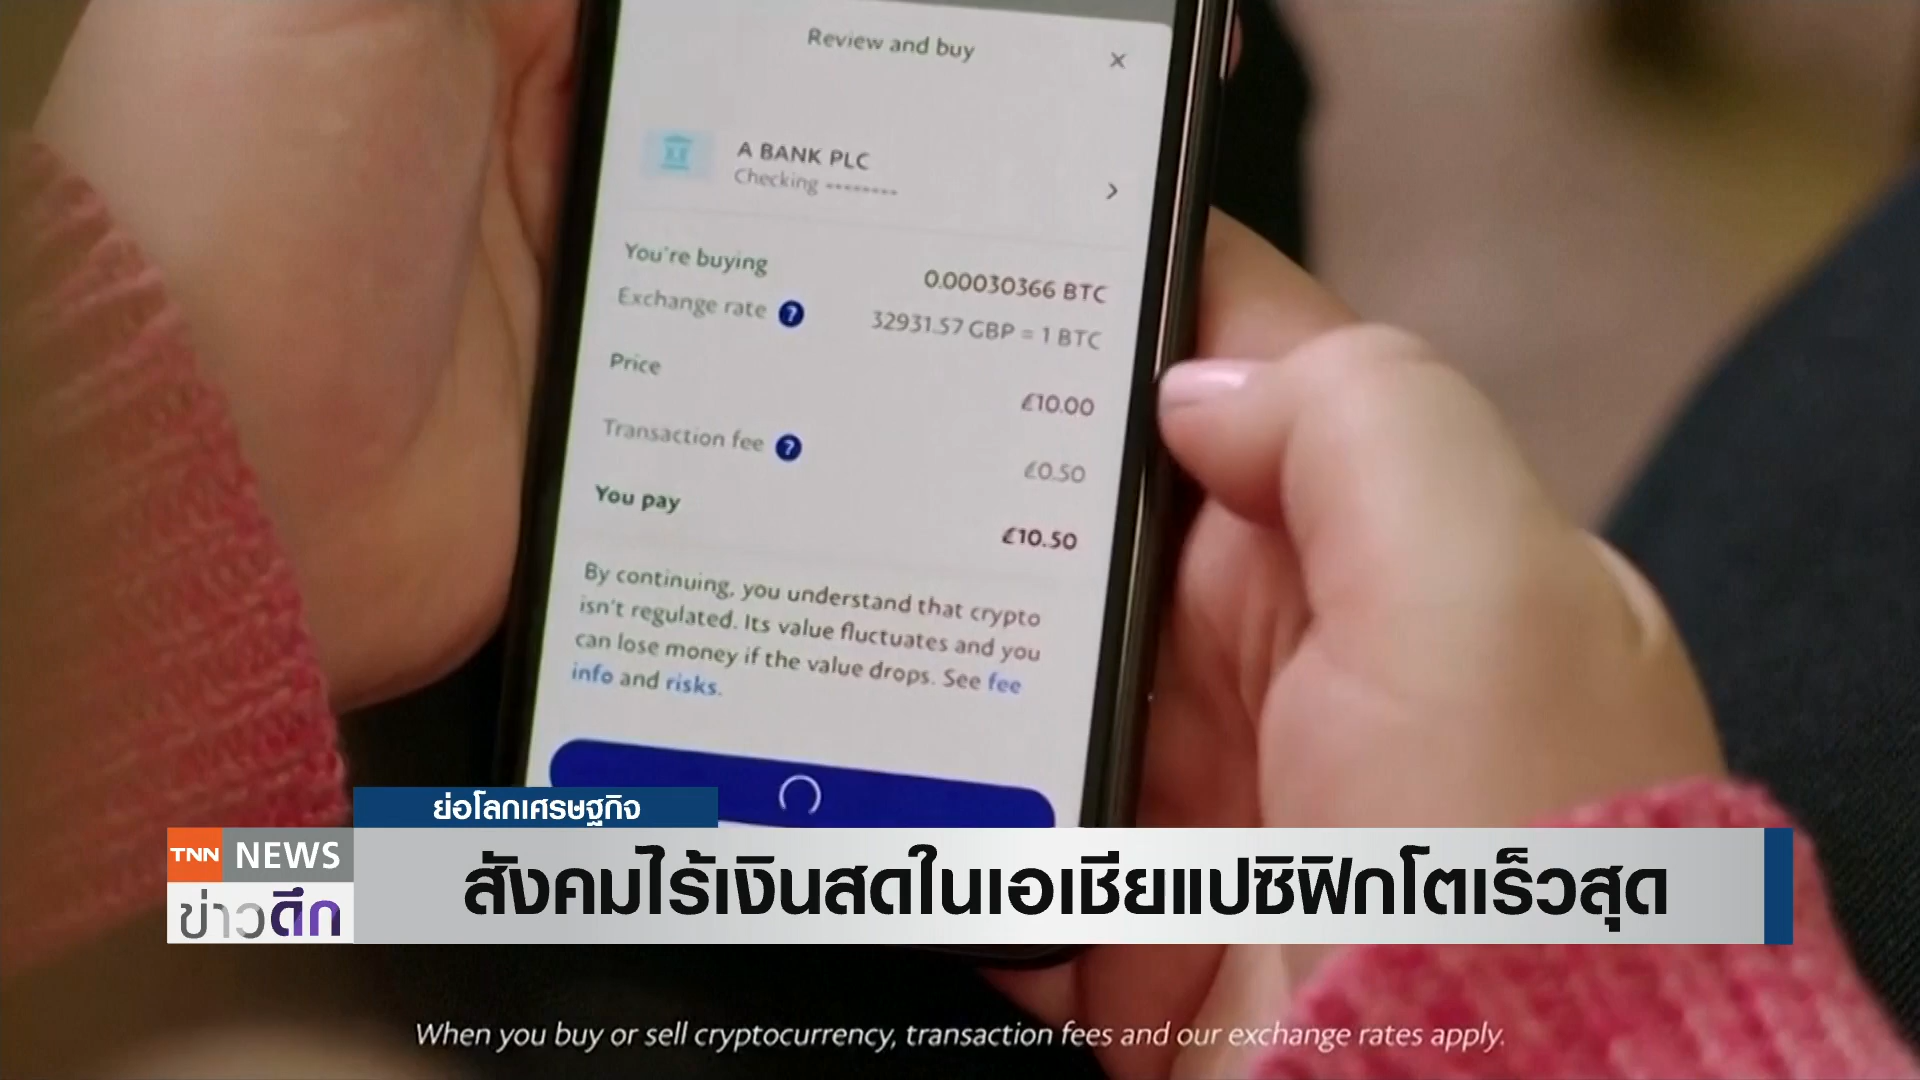 Review and buy
A BANK PLC
Checking --------
You're buying
0.00030366 BTC
Exchange rate ?
32931.57 GBP = 1 BTC
Price
£10.00
Transaction fee ?
£0.50
You pay
£10.50
By continuing, you understand that crypto
isn't regulated. Its value fluctuates and you
can lose money if the value drops. See fee
info and risks.
ย่อโลกเศรษฐกิจ
TNN NEWS
ข่าวดึก
สังคมไร้เงินสดในเอเชียแปซิฟิกโตเร็วสุด
When you buy or sell cryptocurrency, transaction fees and our exchange rates apply.